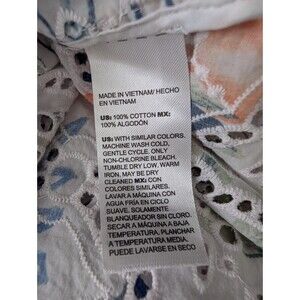 MADE IN VIETNAM/ HECHO
EN VIETNAM
US: 100% COTTON MX:
100% ALGODÓN
US: WITH SIMILAR COLORS.
MACHINE WASH COLD,
GENTLE CYCLE, ONLY
NON-CHLORINE BLEACH.
TUMBLE DRY LOW, WARM
IRON, MAY BE DRY
CLEANED MX: CON
COLORES SIMILARES.
LAVAR A MÁQUINA CON
AGUA FRÍA EN CICLO
SUAVE. SOLAMENTE
BLANQUEADOR SIN CLORO.
SECAR A MÁQUINA A BAJA
TEMPERATURA. PLANCHAR
A TEMPERATURA MEDIA.
PUEDE LAVARSE EN SECO